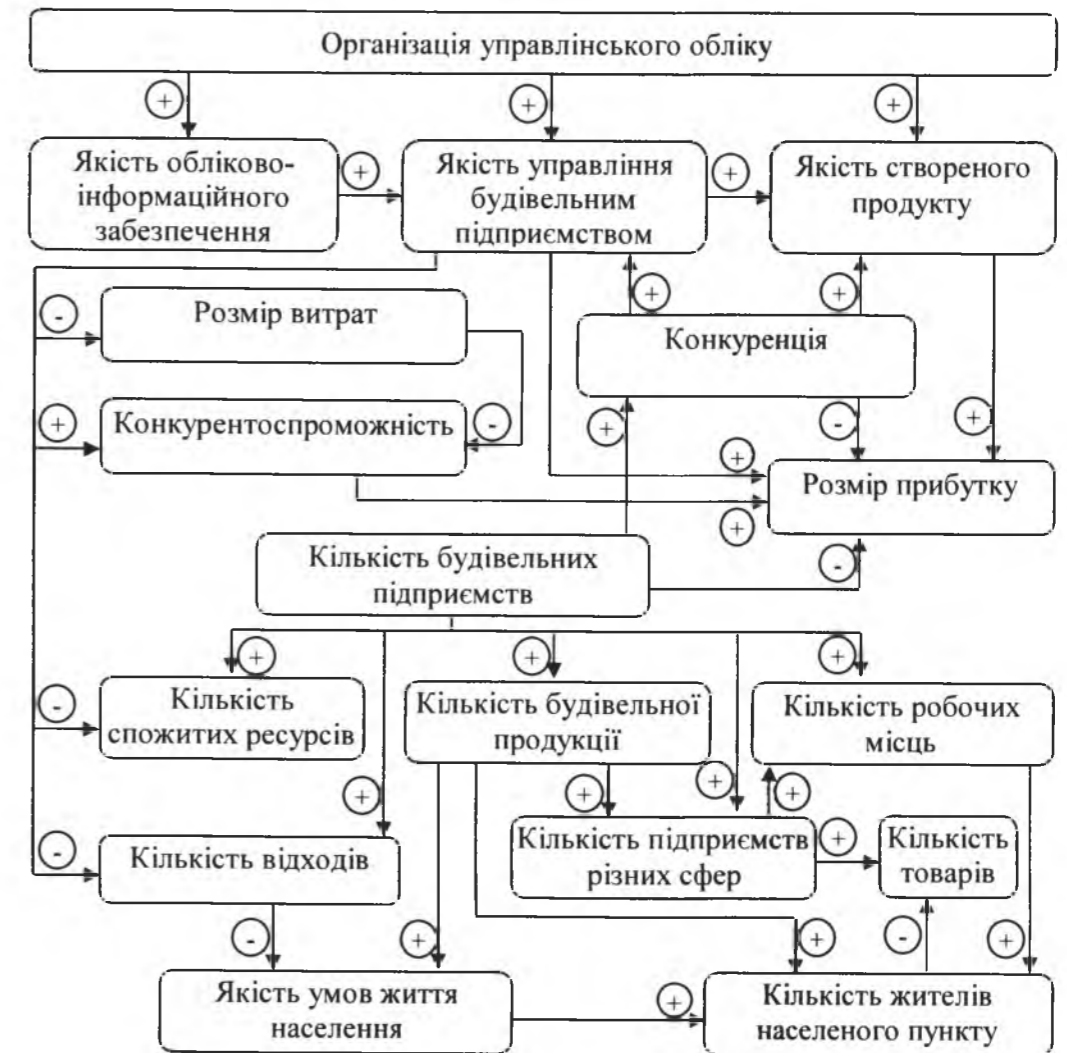 Організація управлінського обліку
+
+
+
Якість обліково-
інформаційного
забезпечення
+
Якість управління
будівельним
підприємством
+
Якість створеного
продукту
-
Розмір витрат
+
+
Конкуренція
+
Конкурентоспроможність
-
+
-
+
+
Розмір прибутку
+
Кількість будівельних
підприємств
-
+
+
+
Кількість
спожитих ресурсів
-
Кількість будівельної
продукції
Кількість робочих
місць
+
+
+
+
-
Кількість відходів
Кількість підприємств
різних сфер
+
Кількість
товарів
-
+
+
-
+
Якість умов життя
населення
+
Кількість жителів
населеного пункту